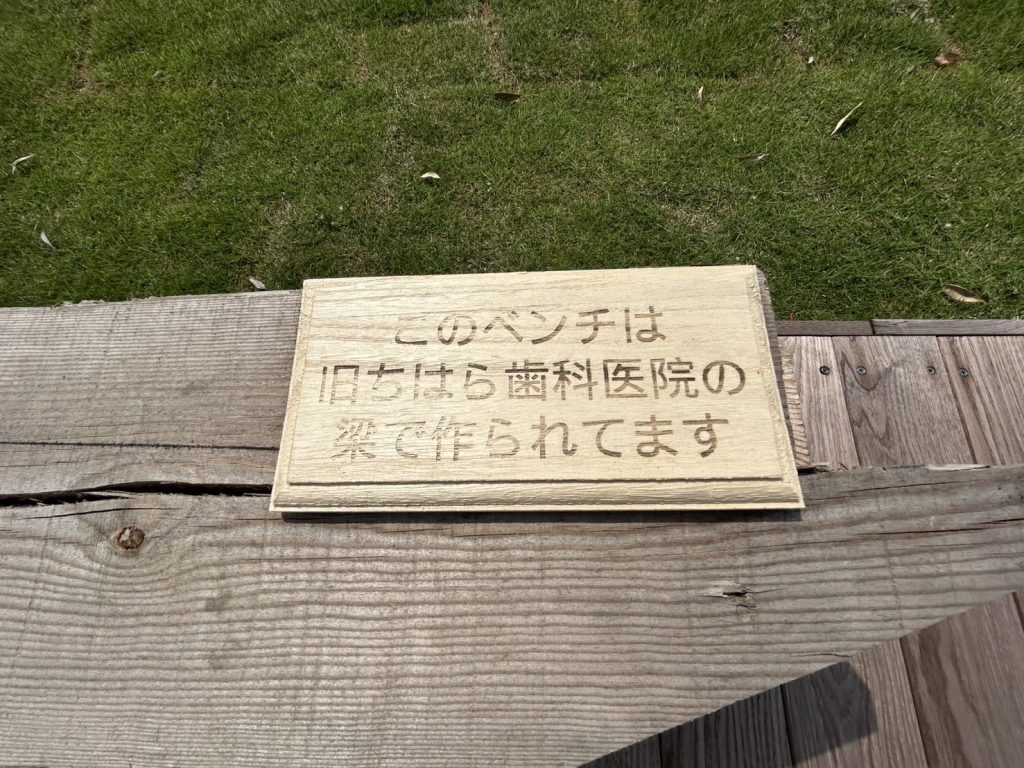 このベンチは
旧ちはら歯科医院の
梁で作られてます